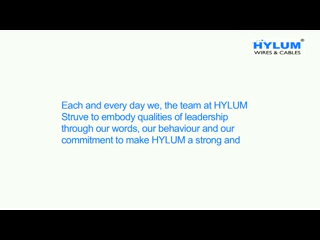 HYLUM®
WIRES & CABLES
Each and every day we, the team at HYLUM
Struve to embody qualities of leadership
through our words, our behaviour and our
commitment to make HYLUM a strong and